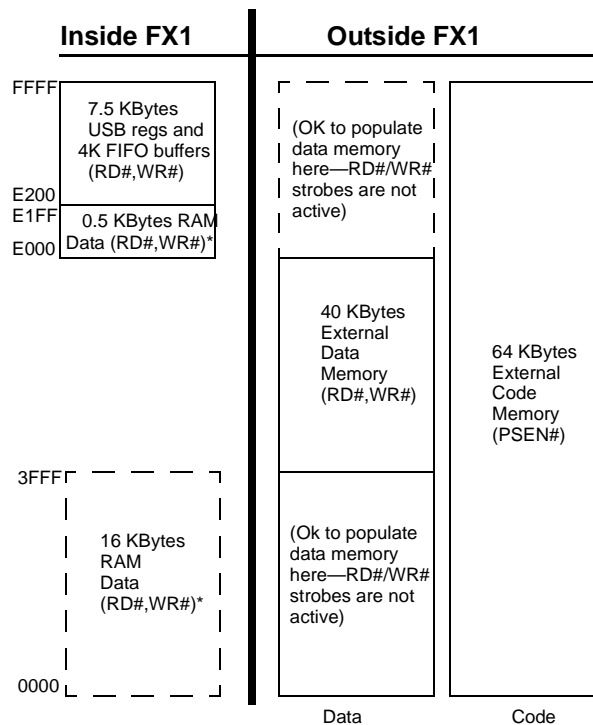 Inside FX1
Outside FX1
FFFF
7.5 KBytes
USB regs and
4K FIFO buffers
(RD#,WR#)
E200
E1FF
0.5 KBytes RAM
Data (RD#,WR#)*
E000
(OK to populate
data memory
here—RD#/WR#
strobes are not
active)
40 KBytes
External
Data
Memory
(RD#,WR#)
64 KBytes
External
Code
Memory
(PSEN#)
3FFF
16 KBytes
RAM
Data
(RD#,WR#)*
(Ok to populate
data memory
here—RD#/WR#
strobes are not
active)
0000
Data
Code